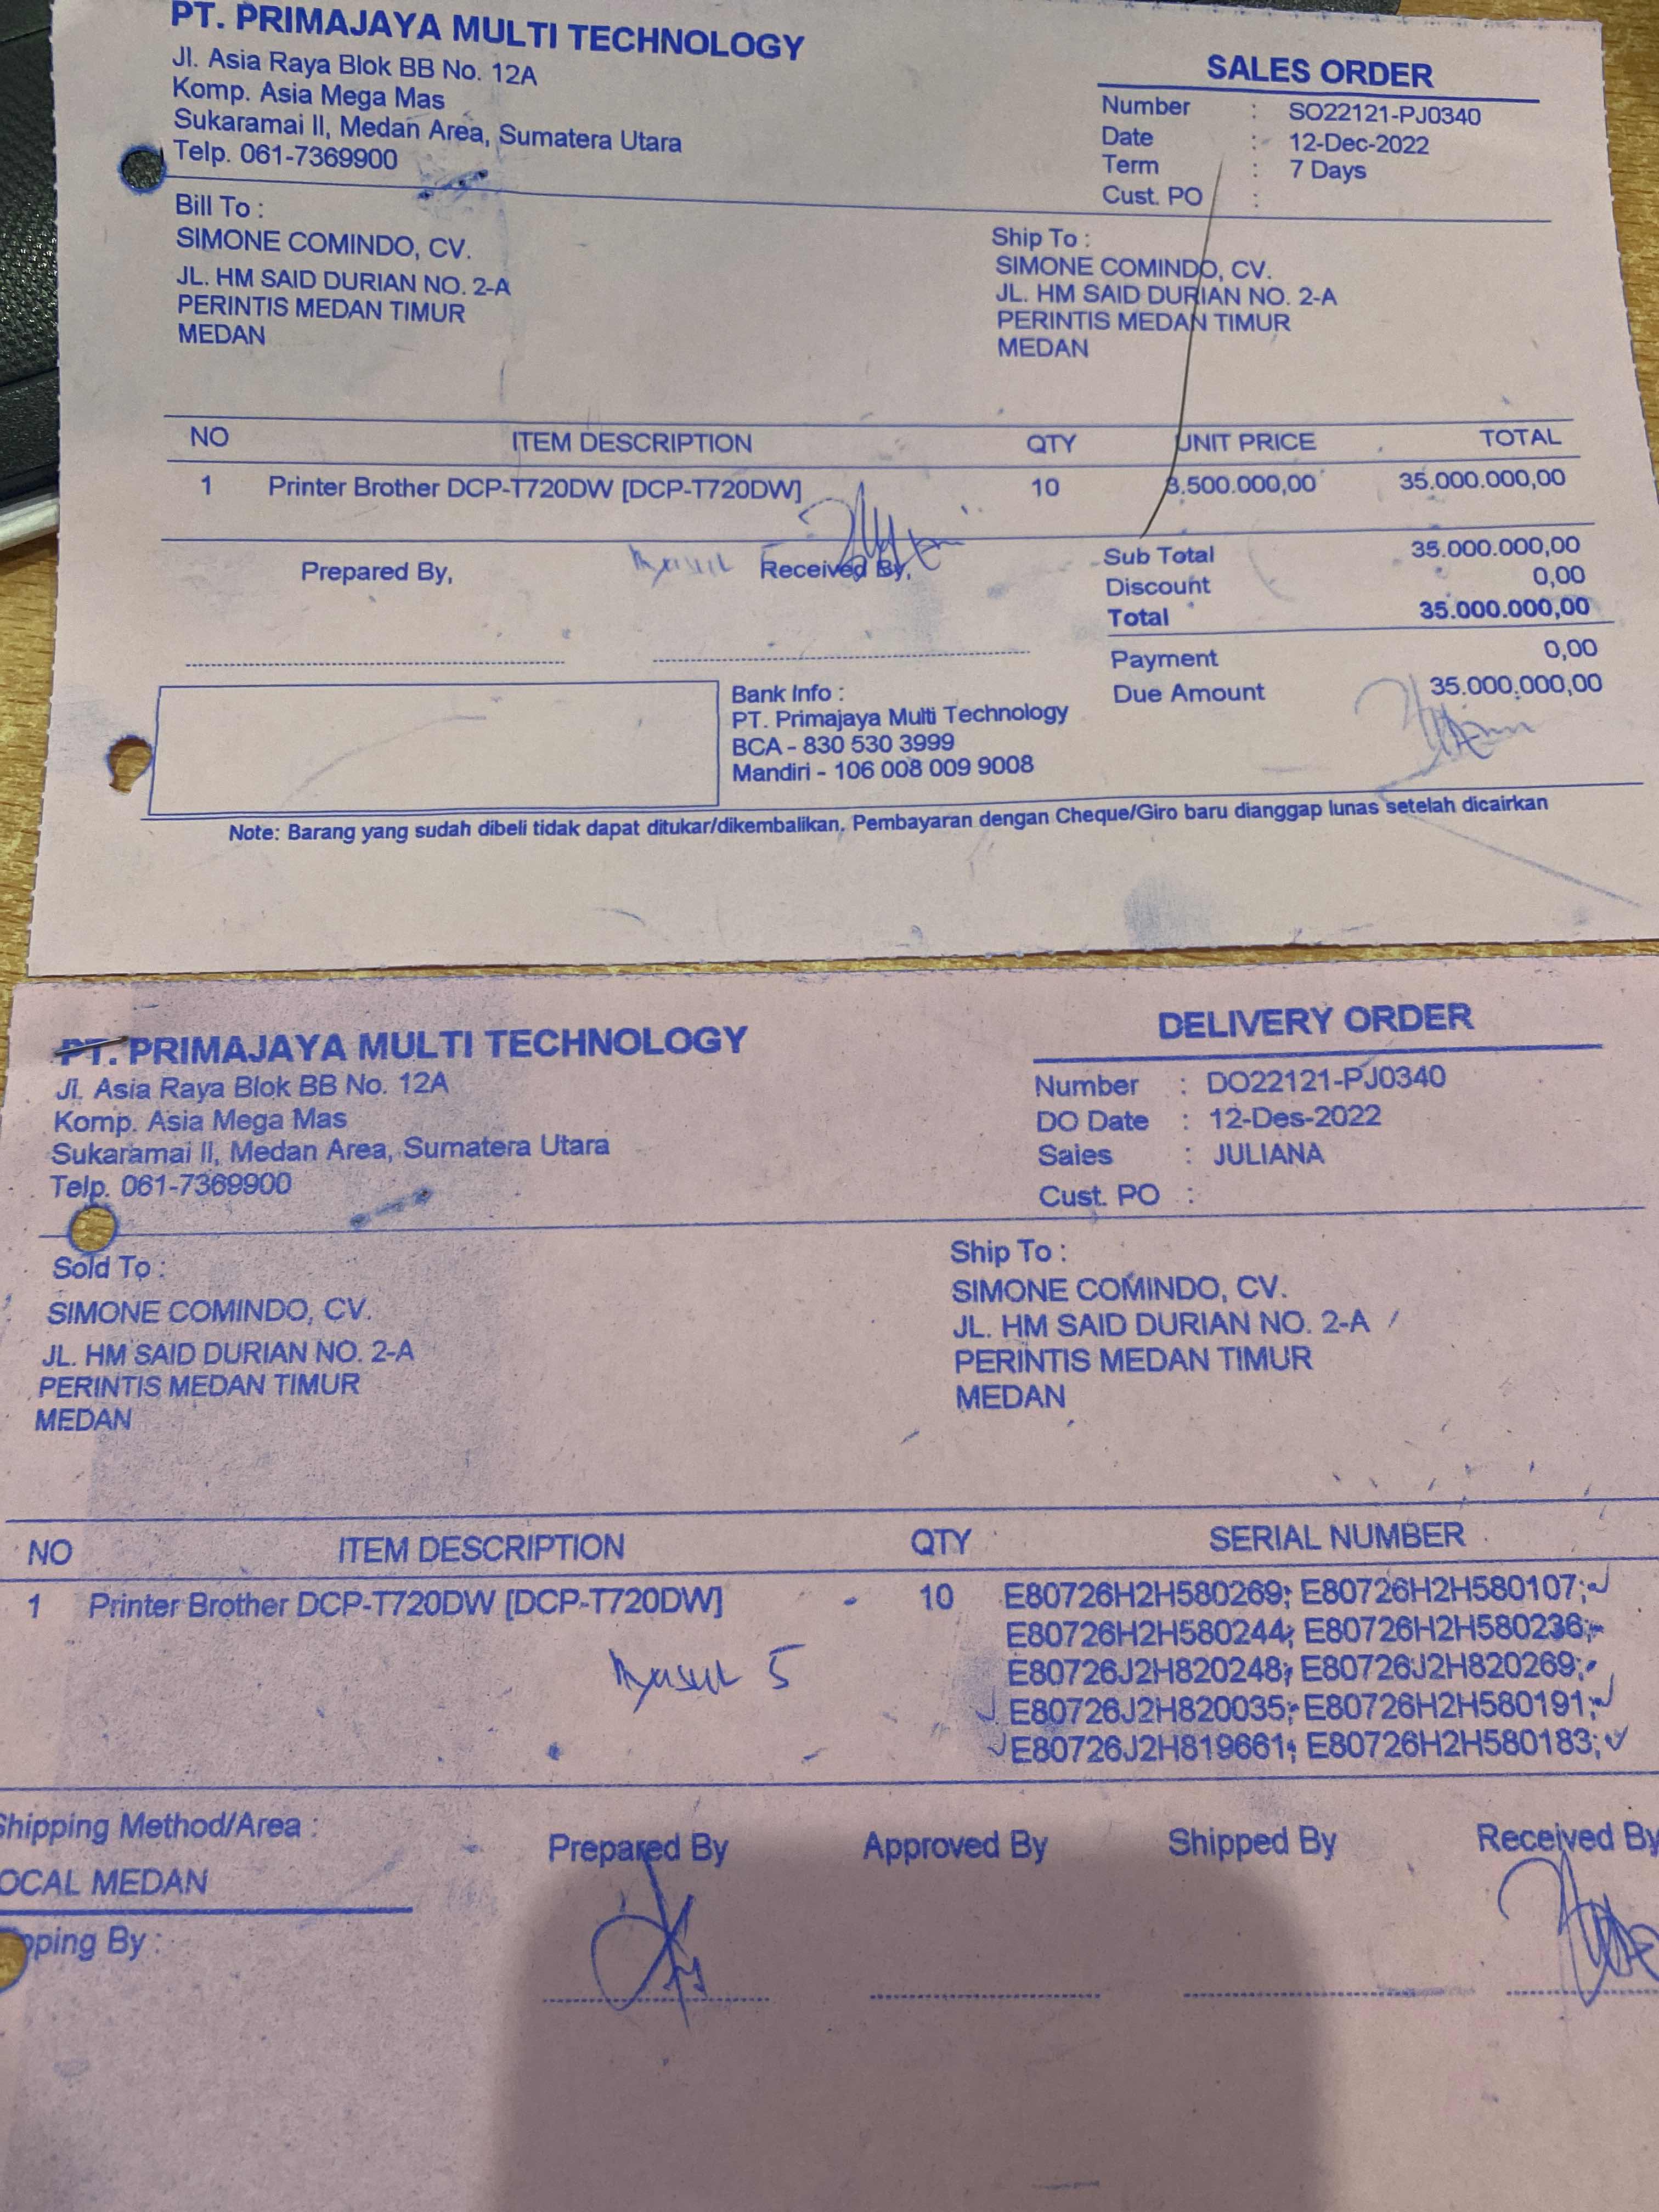 PT. PRIMAJAYA MULTI TECHNOLOGY
Jl. Asia Raya Blok BB No. 12A
Komp. Asia Mega Mas
Sukaramai II, Medan Area, Sumatera Utara
Telp. 061-7369900
SALES ORDER
Number : SO22121-PJ0340
Date : 12-Dec-2022
Term : 7 Days
Cust. PO :
Bill To :
SIMONE COMINDO, CV.
JL. HM SAID DURIAN NO. 2-A
PERINTIS MEDAN TIMUR
MEDAN
Ship To :
SIMONE COMINDO, CV.
JL. HM SAID DURIAN NO. 2-A
PERINTIS MEDAN TIMUR
MEDAN
NO ITEM DESCRIPTION QTY UNIT PRICE TOTAL
1 Printer Brother DCP-T720DW [DCP-T720DW] 10 3.500.000,00 35.000.000,00
Prepared By,
Received By,
Sub Total 35.000.000,00
Discount 0,00
Total 35.000.000,00
Payment 0,00
Due Amount 35.000.000,00
Bank Info :
PT. Primajaya Multi Technology
BCA - 830 530 3999
Mandiri - 106 008 009 9008
Note: Barang yang sudah dibeli tidak dapat ditukar/dikembalikan. Pembayaran dengan Cheque/Giro baru dianggap lunas setelah dicairkan
PT. PRIMAJAYA MULTI TECHNOLOGY
Jl. Asia Raya Blok BB No. 12A
Komp. Asia Mega Mas
Sukaramai II, Medan Area, Sumatera Utara
Telp. 061-7369900
DELIVERY ORDER
Number : DO22121-PJ0340
DO Date : 12-Des-2022
Sales : JULIANA
Cust. PO :
Sold To :
SIMONE COMINDO, CV.
JL. HM SAID DURIAN NO. 2-A
PERINTIS MEDAN TIMUR
MEDAN
Ship To :
SIMONE COMINDO, CV.
JL. HM SAID DURIAN NO. 2-A
PERINTIS MEDAN TIMUR
MEDAN
NO ITEM DESCRIPTION QTY SERIAL NUMBER
1 Printer Brother DCP-T720DW [DCP-T720DW] 10 E80726H2H580269; E80726H2H580107;
E80726H2H580244; E80726H2H580236;
E80726J2H820248; E80726J2H820269;
E80726J2H820035; E80726H2H580191;
E80726J2H819661; E80726H2H580183;
5
Shipping Method/Area :
OCAL MEDAN
pping By :
Prepared By
Approved By
Shipped By
Received By